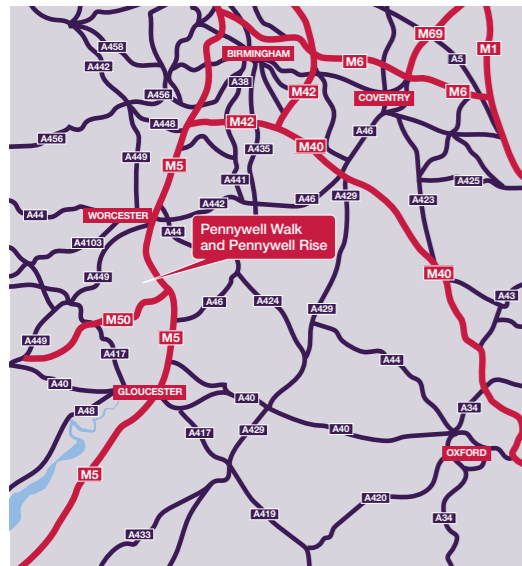 M69
M1
A458
BIRMINGHAM
A442
M6
A5
A38
A456
M42
COVENTRY
M6
A448
M42
A46
A456
M40
A435
A449
M5
A441
A425
A429
A442
A46
A423
A44
WORCESTER
A44
Pennywell Walk
and Pennywell Rise
A4103
A449
M40
A46
A424
A43
A429
M50
A449
M5
A417
A44
A40
GLOUCESTER
A40
A34
A48
A417
A429
A40
OXFORD
M5
A420
A419
A34
A433